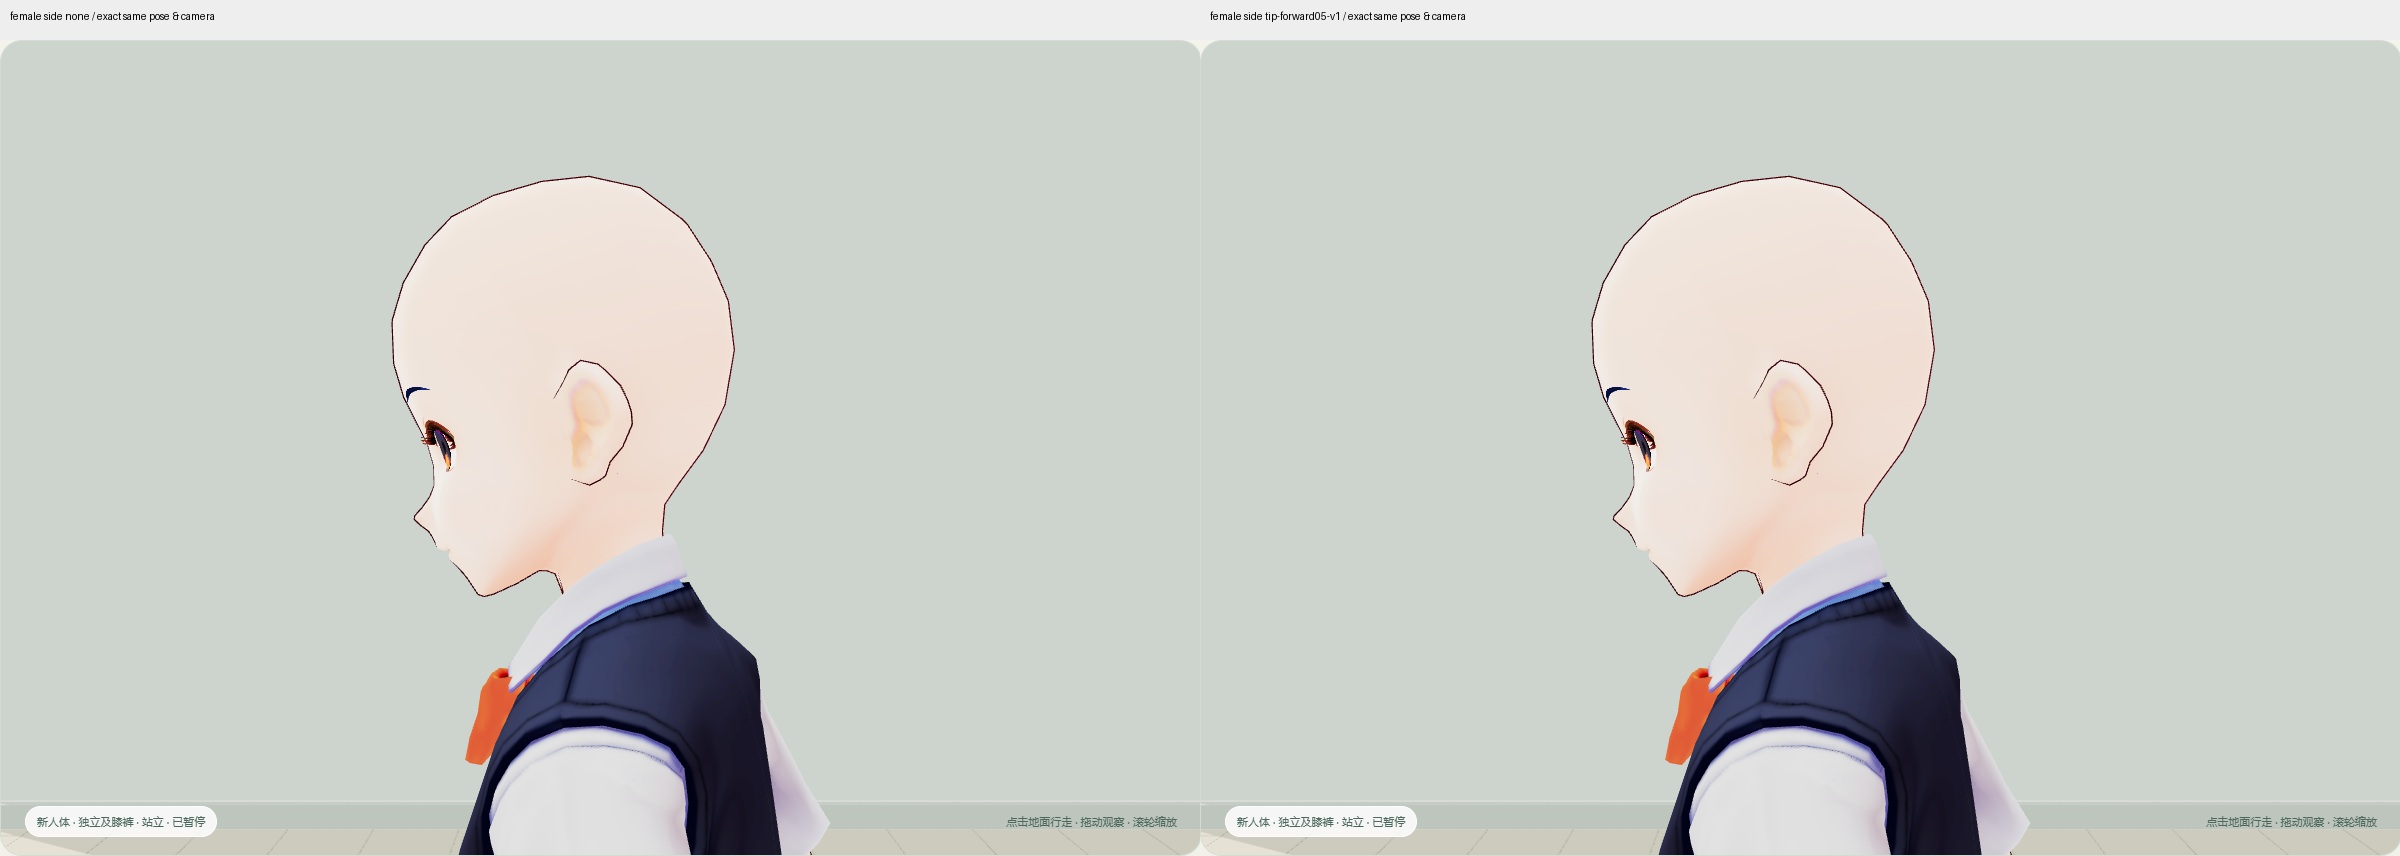 female side none / exact same pose & camera
female side tip-forward05-v1 / exact same pose & camera
新人体 · 独立及膝裤 · 站立 · 已暂停
点击地面行走 · 拖动观察 · 滚轮缩放
新人体 · 独立及膝裤 · 站立 · 已暂停
点击地面行走 · 拖动观察 · 滚轮缩放